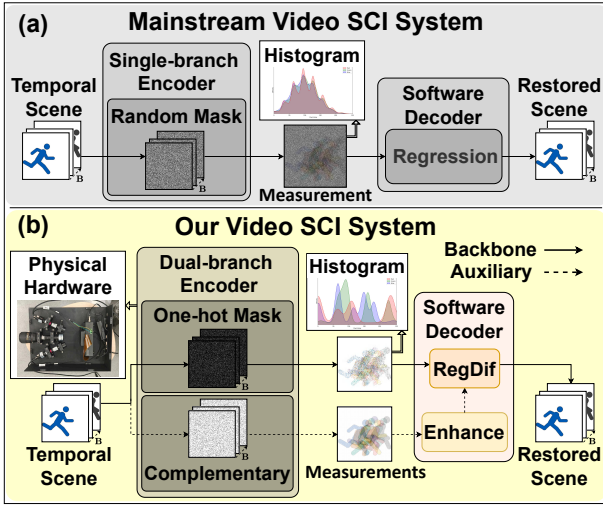 (a)
Mainstream Video SCI System
Temporal
Scene
B
Single-branch
Encoder
Random Mask
B
Histogram
Measurement
Software
Decoder
Regression
Restored
Scene
B
(b)
Our Video SCI System
Backbone
Auxiliary
Physical
Hardware
Temporal
Scene
B
Dual-branch
Encoder
One-hot Mask
B
Complementary
B
Histogram
Measurements
Software
Decoder
RegDif
Enhance
Restored
Scene
B